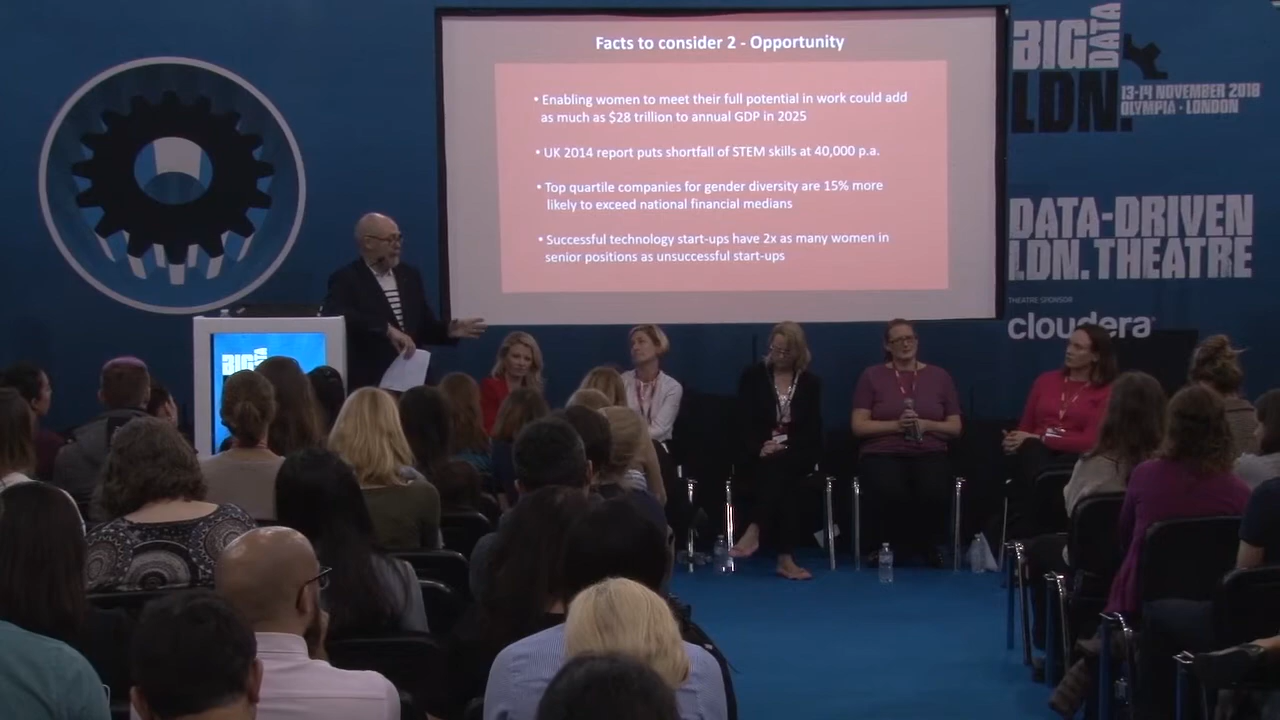 Facts to consider 2 - Opportunity
• Enabling women to meet their full potential in work could add
as much as $28 trillion to annual GDP in 2025
• UK 2014 report puts shortfall of STEM skills at 40,000 p.a.
• Top quartile companies for gender diversity are 15% more
likely to exceed national financial medians
• Successful technology start-ups have 2x as many women in
senior positions as unsuccessful start-ups
BIG DATA
LDN.
13-14 NOVEMBER 2018
OLYMPIA • LONDON
DATA-DRIVEN
LDN. THEATRE
THEATRE SPONSOR
cloudera
BIG